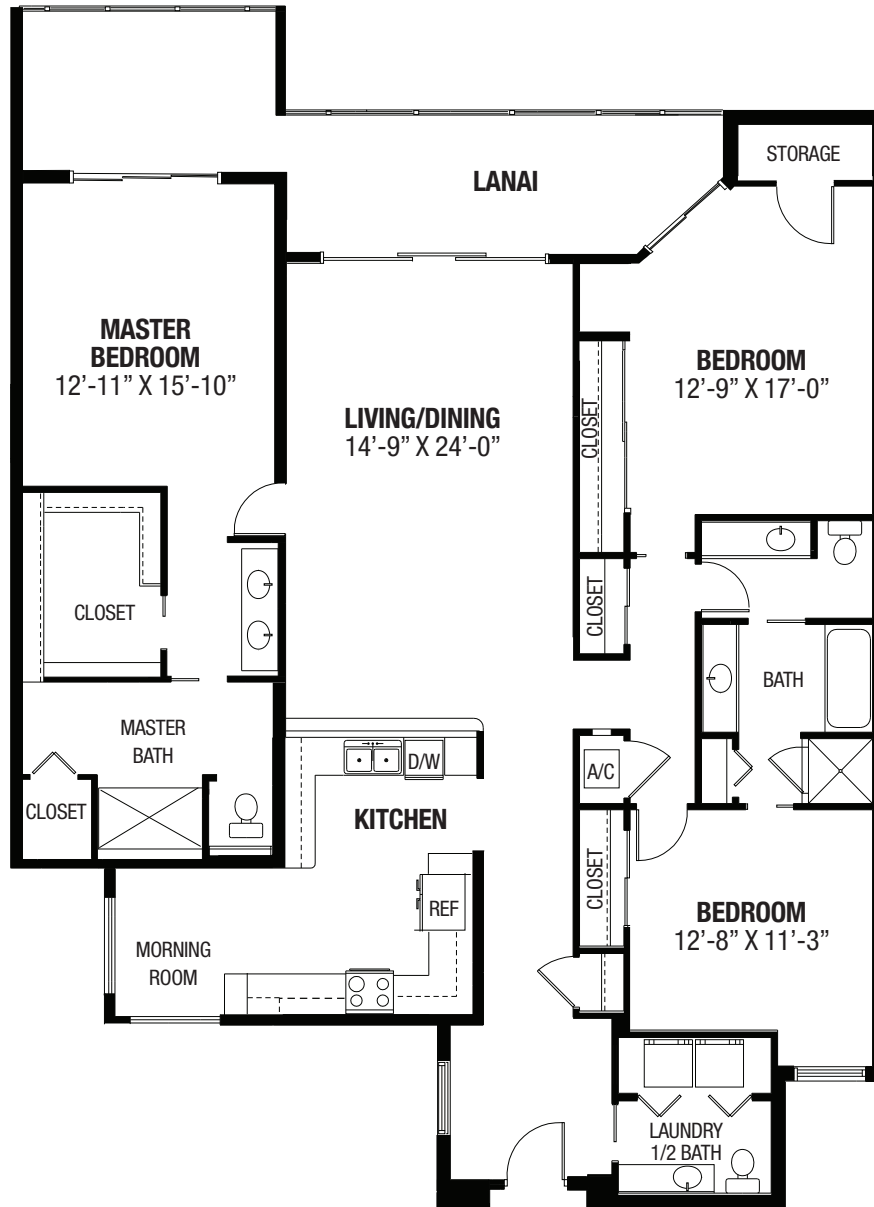 STORAGE
LANAI
MASTER
BEDROOM
12’-11” X 15’-10”
BEDROOM
12’-9” X 17’-0”
LIVING/DINING
14’-9” X 24’-0”
CLOSET
CLOSET
CLOSET
BATH
MASTER
BATH
D/W
A/C
CLOSET
KITCHEN
CLOSET
REF
BEDROOM
12’-8” X 11’-3”
MORNING
ROOM
LAUNDRY
1/2 BATH